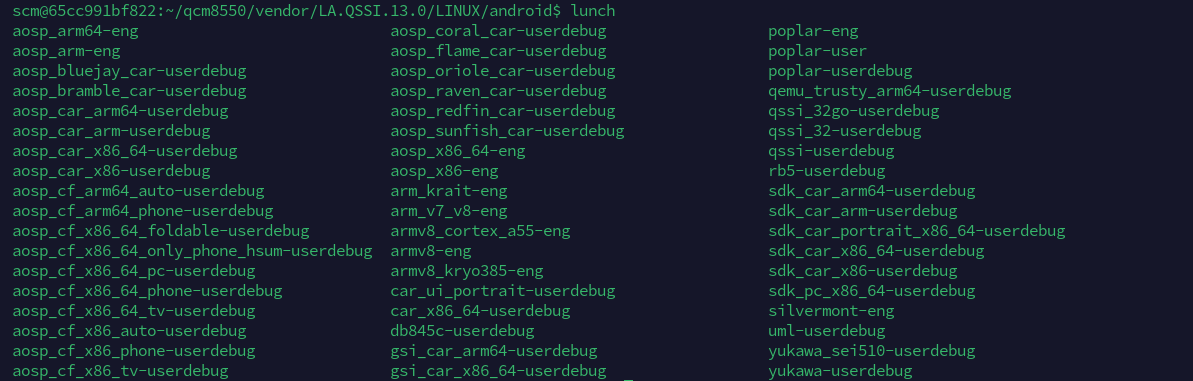 scm@65cc991bf822:~/qcm8550/vendor/LA.QSSI.13.0/LINUX/android$ lunch
aosp_arm64-eng aosp_coral_car-userdebug poplar-eng
aosp_arm-eng aosp_flame_car-userdebug poplar-user
aosp_bluejay_car-userdebug aosp_oriole_car-userdebug poplar-userdebug
aosp_bramble_car-userdebug aosp_raven_car-userdebug qemu_trusty_arm64-userdebug
aosp_car_arm64-userdebug aosp_redfin_car-userdebug qssi_32go-userdebug
aosp_car_arm-userdebug aosp_sunfish_car-userdebug qssi_32-userdebug
aosp_car_x86_64-userdebug aosp_x86_64-eng qssi-userdebug
aosp_car_x86-userdebug aosp_x86-eng rb5-userdebug
aosp_cf_arm64_auto-userdebug arm_krait-eng sdk_car_arm64-userdebug
aosp_cf_arm64_phone-userdebug arm_v7_v8-eng sdk_car_arm-userdebug
aosp_cf_x86_64_foldable-userdebug armv8_cortex_a55-eng sdk_car_portrait_x86_64-userdebug
aosp_cf_x86_64_only_phone_hsum-userdebug armv8-eng sdk_car_x86_64-userdebug
aosp_cf_x86_64_pc-userdebug armv8_kryo385-eng sdk_car_x86-userdebug
aosp_cf_x86_64_phone-userdebug car_ui_portrait-userdebug sdk_pc_x86_64-userdebug
aosp_cf_x86_64_tv-userdebug car_x86_64-userdebug silvermont-eng
aosp_cf_x86_auto-userdebug db845c-userdebug uml-userdebug
aosp_cf_x86_phone-userdebug gsi_car_arm64-userdebug yukawa_sei510-userdebug
aosp_cf_x86_tv-userdebug gsi_car_x86_64-userdebug yukawa-userdebug